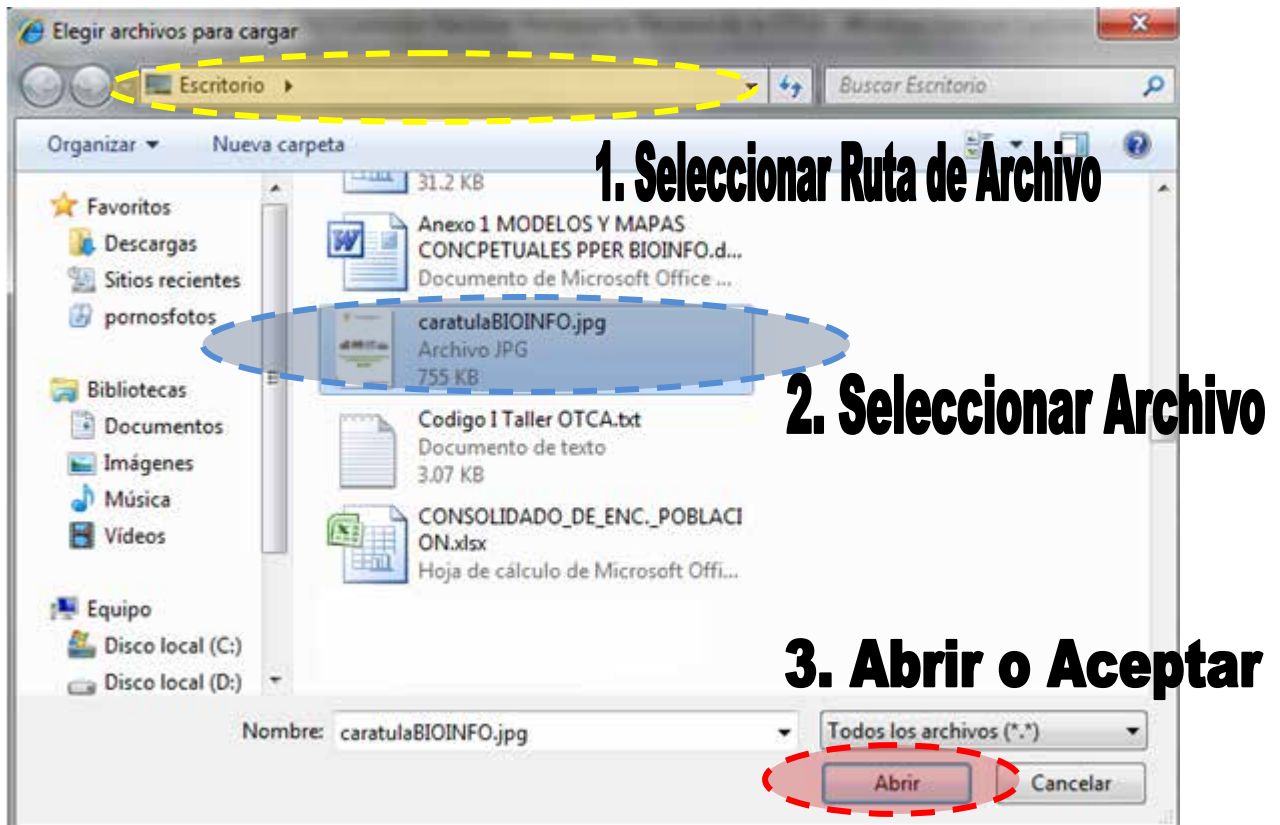 Elegir archivos para cargar
Escritorio
Buscar Escritorio
Organizar
Nueva carpeta
1. Seleccionar Ruta de Archivo
Favoritos
Descargas
Sitios recientes
pornosfotos
Bibliotecas
Documentos
Imágenes
Música
Vídeos
Equipo
Disco local (C:)
Disco local (D:)
31.2 KB
Anexo 1 MODELOS Y MAPAS
CONCPETUALES PPER BIOINFO.d...
Documento de Microsoft Office ...
caratulaBIOINFO.jpg
Archivo JPG
755 KB
2. Seleccionar Archivo
Codigo I Taller OTCA.txt
Documento de texto
3.07 KB
CONSOLIDADO_DE_ENC._POBLACI
ON.xlsx
Hoja de cálculo de Microsoft Offi...
3. Abrir o Aceptar
Nombre: caratulaBIOINFO.jpg
Todos los archivos (*.*)
Abrir
Cancelar